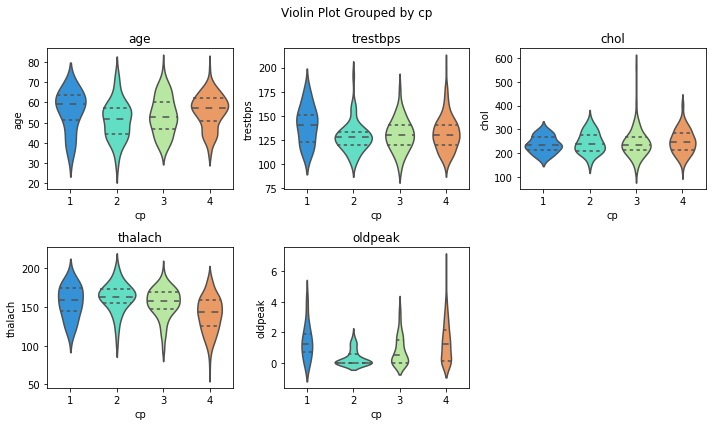 Violin Plot Grouped by cp
age
80
70
60
50
40
30
20
age
1 2 3 4
cp
trestbps
200
175
150
125
100
75
trestbps
1 2 3 4
cp
chol
600
500
400
300
200
100
chol
1 2 3 4
cp
thalach
200
150
100
50
thalach
1 2 3 4
cp
oldpeak
6
4
2
0
oldpeak
1 2 3 4
cp